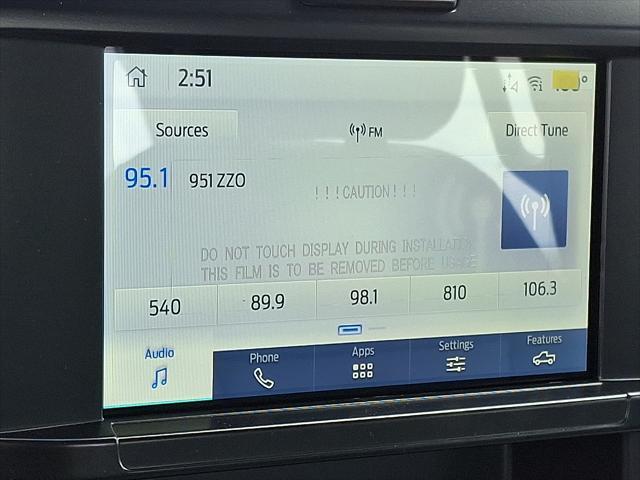 2:51
Sources
FM
Direct Tune
95.1
951 ZZO
! ! ! CAUTION ! ! !
DO NOT TOUCH DISPLAY DURING INSTALLATION
THIS FILM IS TO BE REMOVED BEFORE USAGE
540
89.9
98.1
810
106.3
Audio
Phone
Apps
Settings
Features